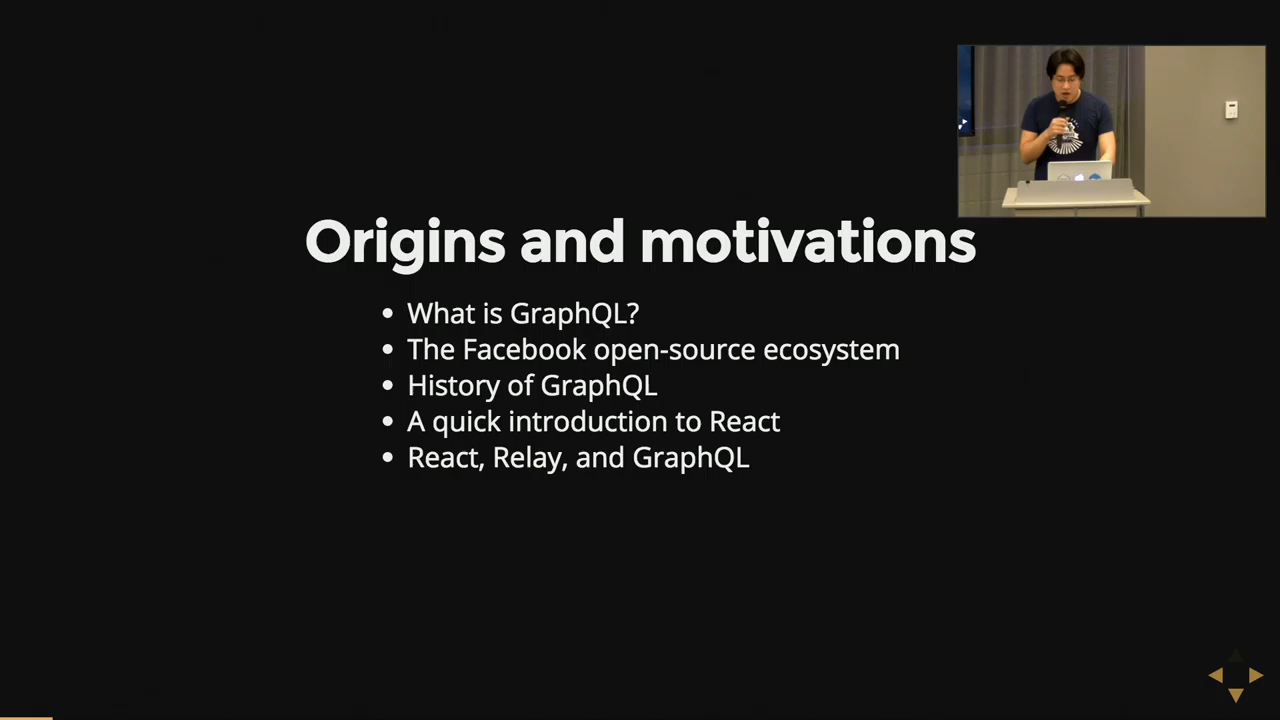 Origins and motivations
What is GraphQL?
The Facebook open-source ecosystem
History of GraphQL
A quick introduction to React
React, Relay, and GraphQL